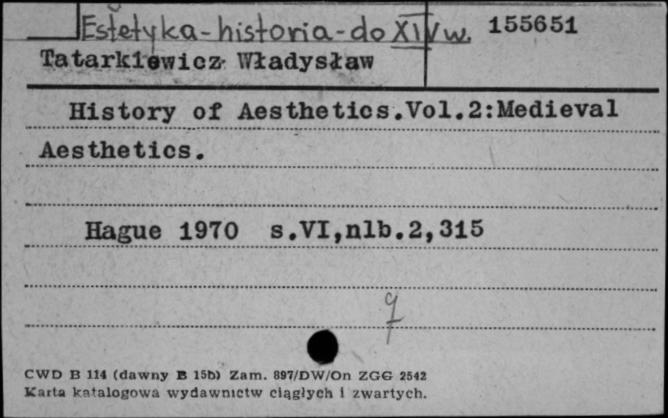 Estetyka-historia-do XIV w. 155651
Tatarkiewicz Władysław
History of Aesthetics.Vol.2:Medieval
Aesthetics.
Hague 1970 s.VI,nlb.2,315
9
CWD B 114 (dawny B 15b) Zam. 897/DW/On ZGG 2542
Karta katalogowa wydawnictw ciągłych i zwartych.